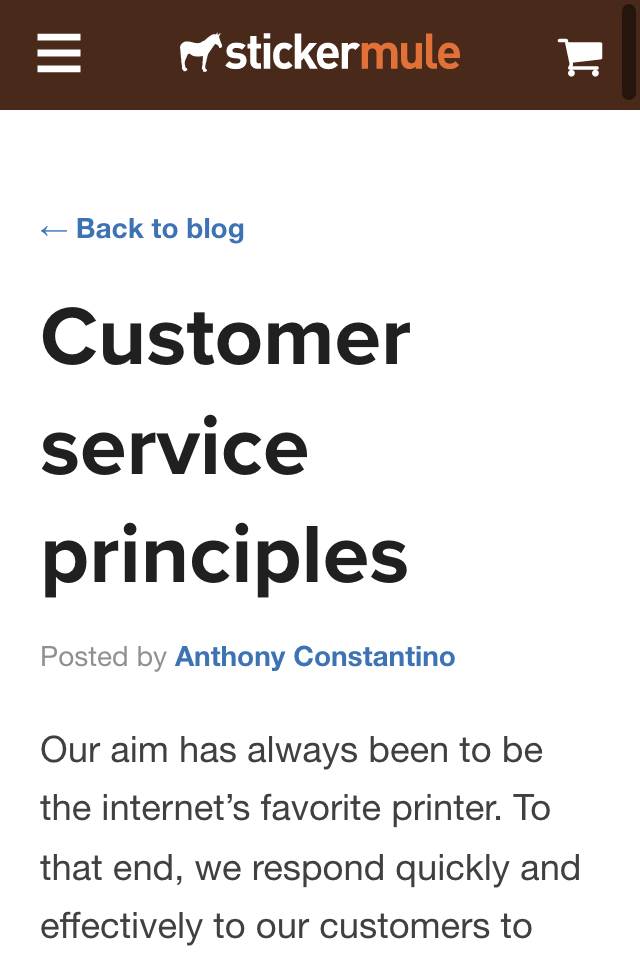 stickermule
← Back to blog
Customer
service
principles
Posted by Anthony Constantino
Our aim has always been to be
the internet’s favorite printer. To
that end, we respond quickly and
effectively to our customers to